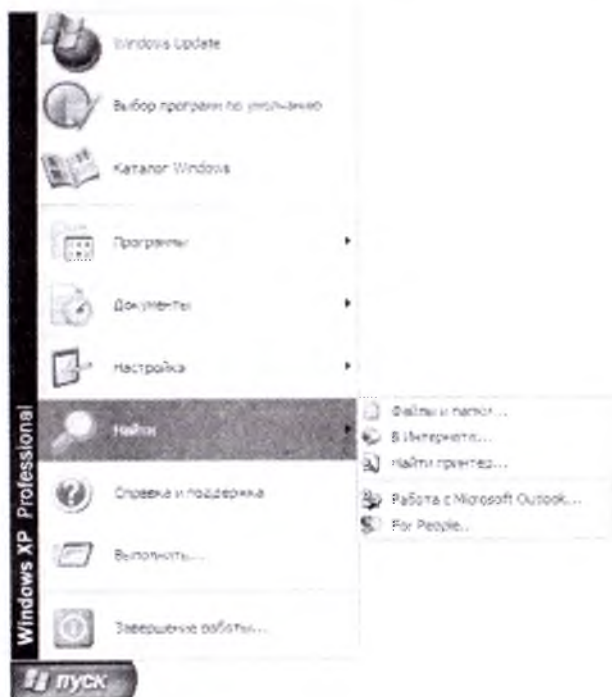 Windows Update
Выбор программ по умолчанию
Каталог Windows
Программы
Документы
Настройка
Найти
Справка и поддержка
Выполнить...
Завершение работы...
Файлы и папки...
В Интернете...
Найти принтер...
Работа с Microsoft Outlook...
For People...
Windows XP Professional
пуск